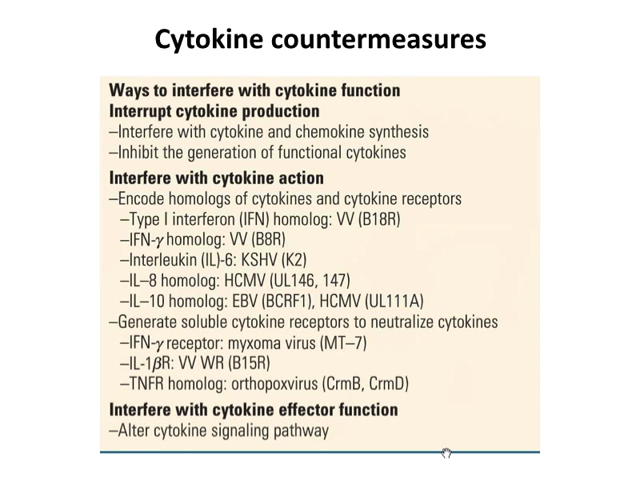 Cytokine countermeasures
Ways to interfere with cytokine function
Interrupt cytokine production
–Interfere with cytokine and chemokine synthesis
–Inhibit the generation of functional cytokines
Interfere with cytokine action
–Encode homologs of cytokines and cytokine receptors
–Type I interferon (IFN) homolog: VV (B18R)
–IFN-γ homolog: VV (B8R)
–Interleukin (IL)-6: KSHV (K2)
–IL–8 homolog: HCMV (UL146, 147)
–IL–10 homolog: EBV (BCRF1), HCMV (UL111A)
–Generate soluble cytokine receptors to neutralize cytokines
–IFN-γ receptor: myxoma virus (MT–7)
–IL-1βR: VV WR (B15R)
–TNFR homolog: orthopoxvirus (CrmB, CrmD)
Interfere with cytokine effector function
–Alter cytokine signaling pathway